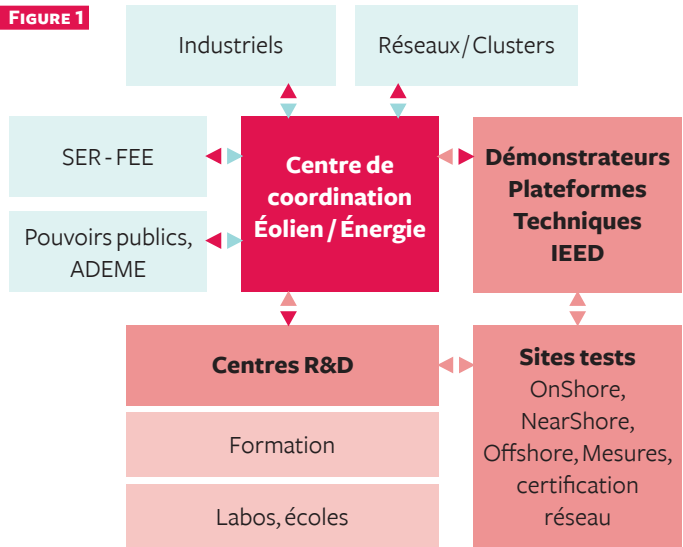 FIGURE 1
Industriels
Réseaux/Clusters
SER-FEE
Pouvoirs publics,
ADEME
Centre de
coordination
Éolien / Énergie
Démonstrateurs
Plateformes
Techniques
IEED
Centres R&D
Formation
Labos, écoles
Sites tests
OnShore,
NearShore,
Offshore, Mesures,
certification
réseau